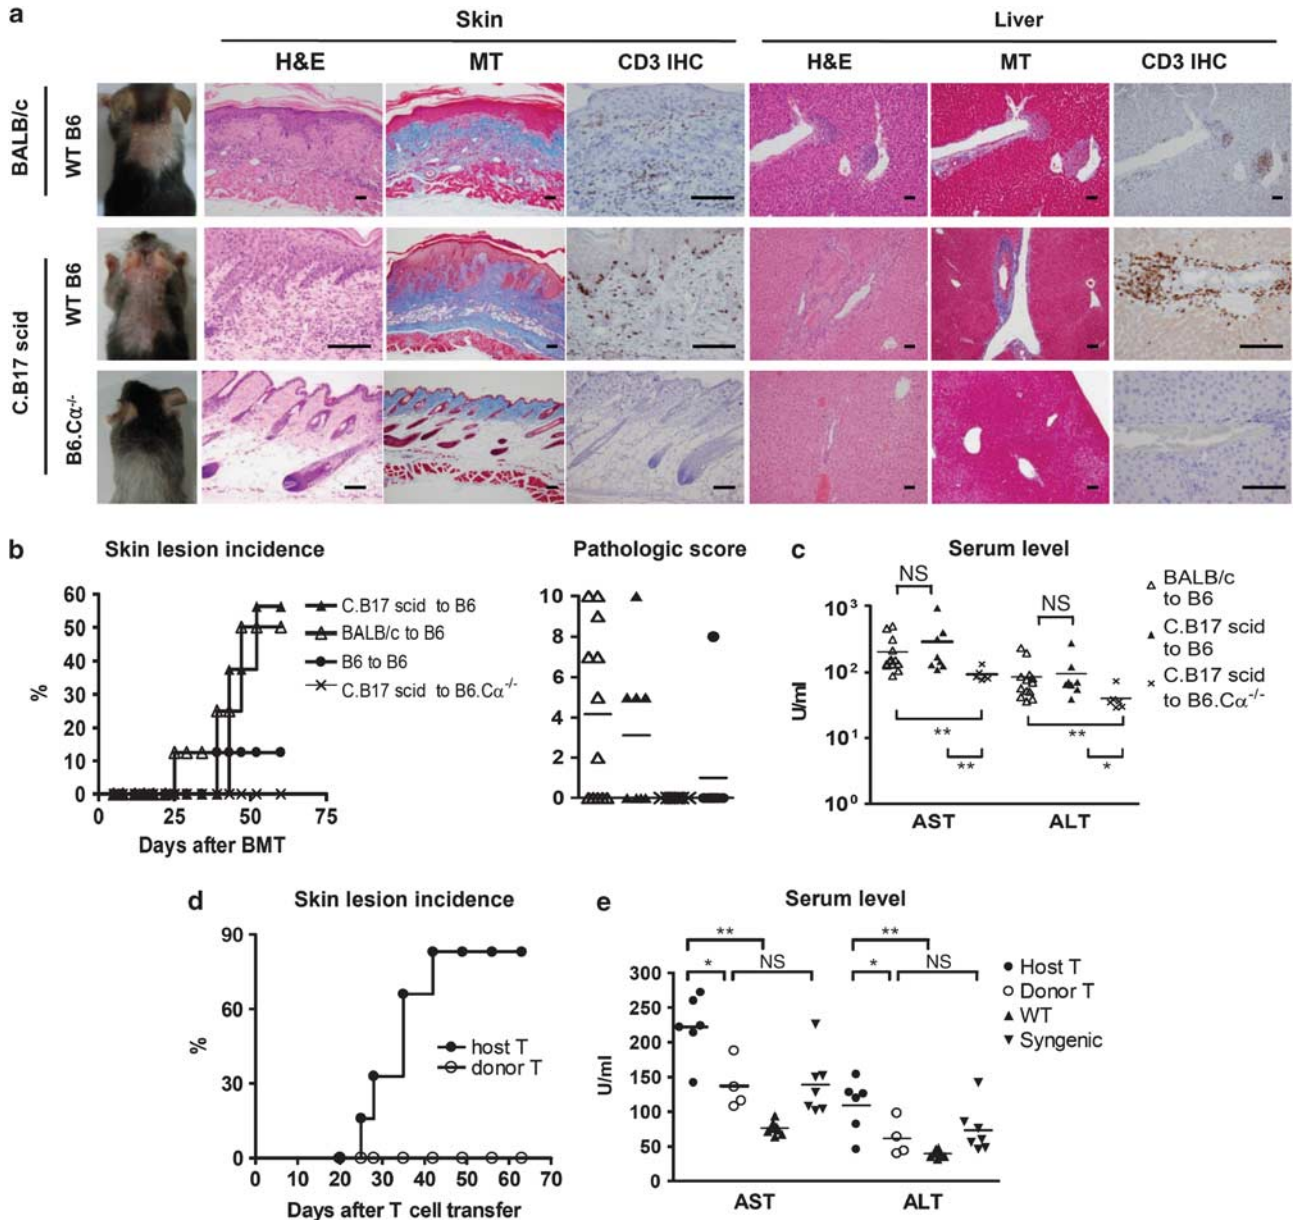 a
Skin
Liver
H&E
MT
CD3 IHC
H&E
MT
CD3 IHC
BALB/c
WT B6
C.B17 scid
WT B6
B6.Cα-/-
b
Skin lesion incidence
%
60
50
40
30
20
10
0
0
25
50
75
Days after BMT
C.B17 scid to B6
BALB/c to B6
B6 to B6
C.B17 scid to B6.Cα-/-
Pathologic score
10
8
6
4
2
0
c
Serum level
U/ml
10³
10²
10¹
10⁰
NS
NS
**
**
**
*
AST
ALT
BALB/c
to B6
C.B17 scid
to B6
C.B17 scid
to B6.Cα-/-
d
Skin lesion incidence
%
90
60
30
0
0
10
20
30
40
50
60
70
Days after T cell transfer
host T
donor T
e
Serum level
U/ml
300
250
200
150
100
50
0
**
*
NS
**
*
NS
AST
ALT
Host T
Donor T
WT
Syngenic